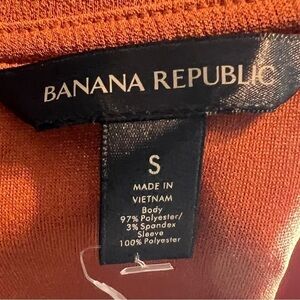 BANANA REPUBLIC
S
MADE IN
VIETNAM
Body
97% Polyester/
3% Spandex
Sleeve
100% Polyester